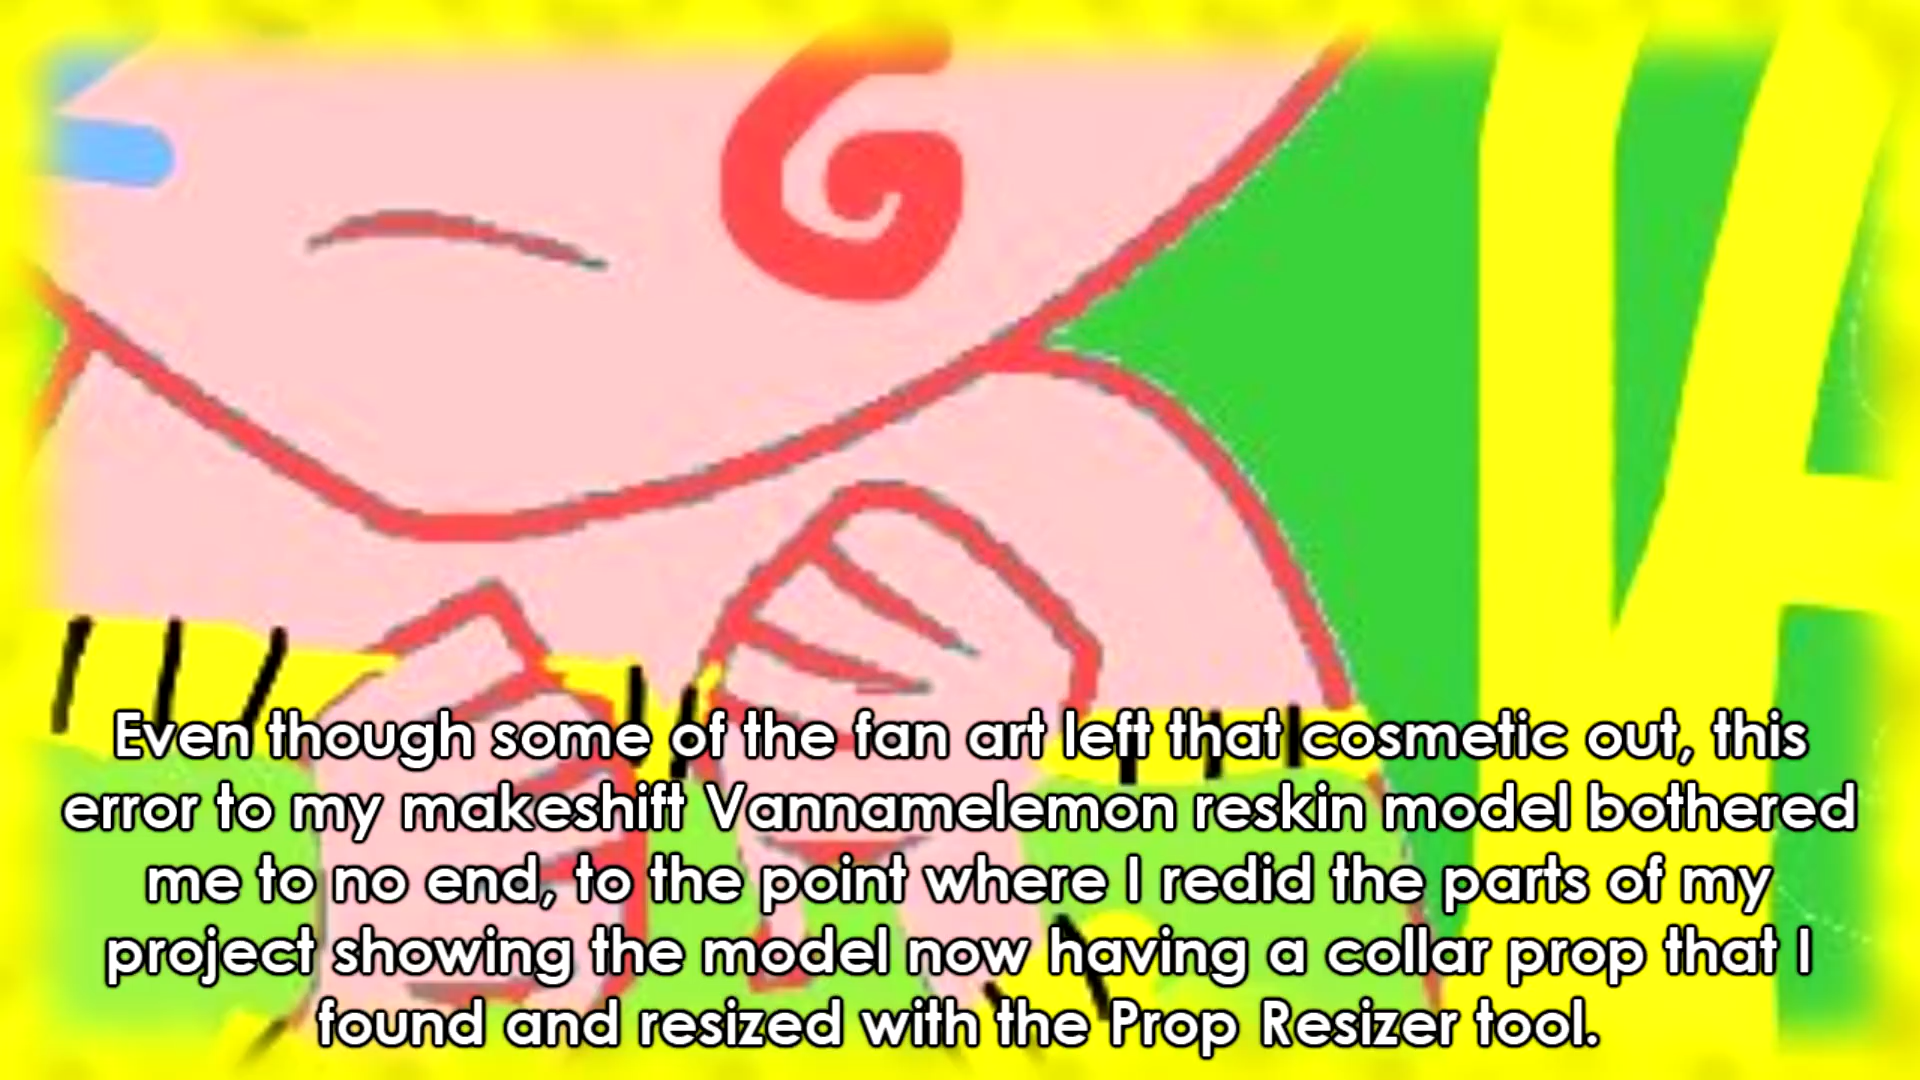 Even though some of the fan art left that cosmetic out, this
error to my makeshift Vannamelemon reskin model bothered
me to no end, to the point where I redid the parts of my
project showing the model now having a collar prop that I
found and resized with the Prop Resizer tool.